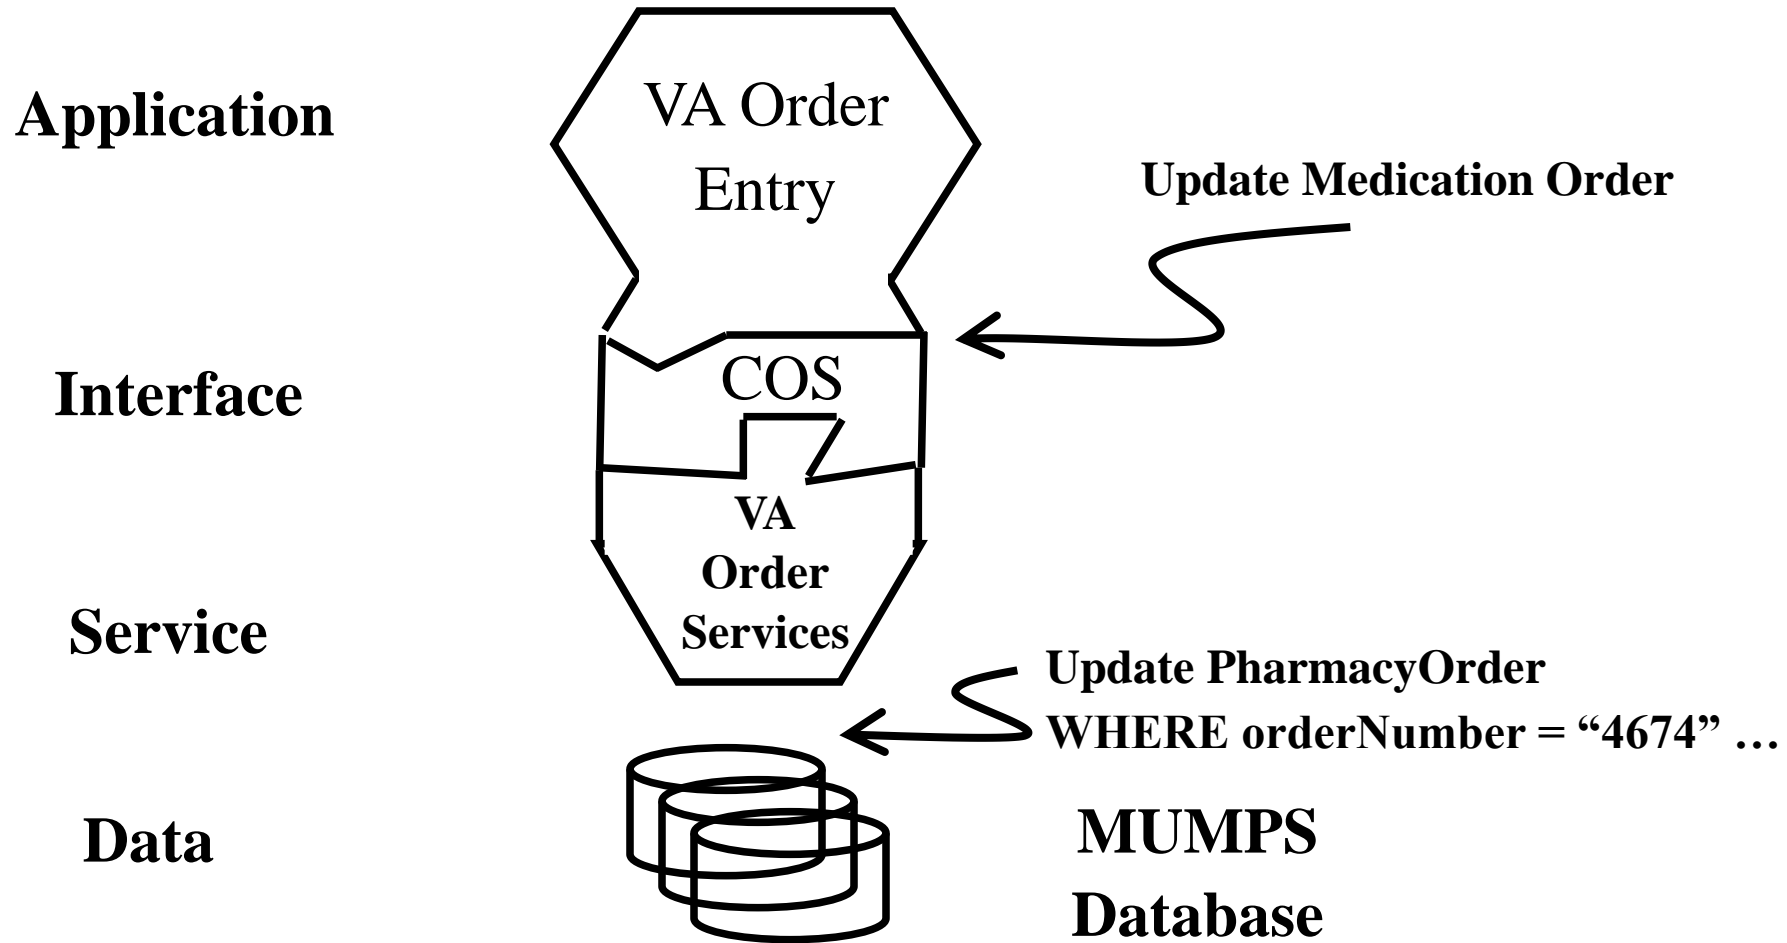 Application
VA Order
Entry
Update Medication Order
Interface
COS
VA
Order
Services
Service
Update PharmacyOrder
WHERE orderNumber = “4674” …
Data
MUMPS
Database